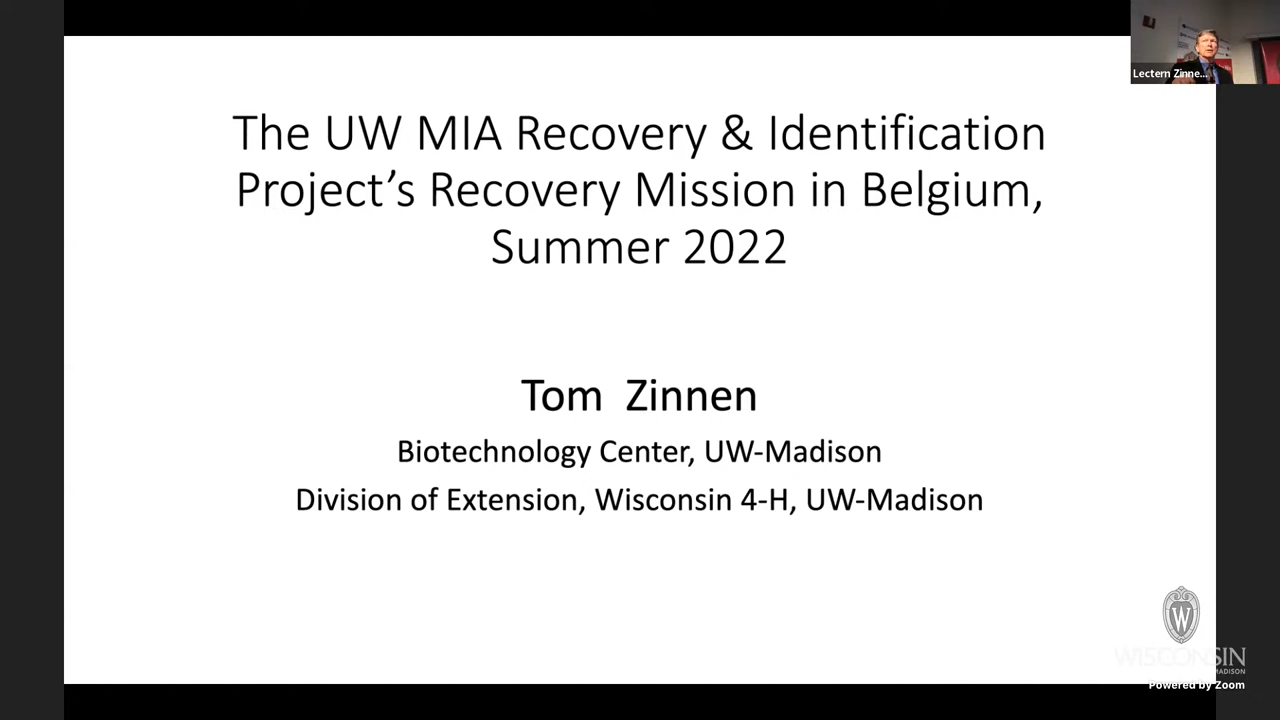 Lectern Zinne...
The UW MIA Recovery & Identification
Project's Recovery Mission in Belgium,
Summer 2022
Tom Zinnen
Biotechnology Center, UW-Madison
Division of Extension, Wisconsin 4-H, UW-Madison
W
WISCONSIN
MADISON
Powered by Zoom